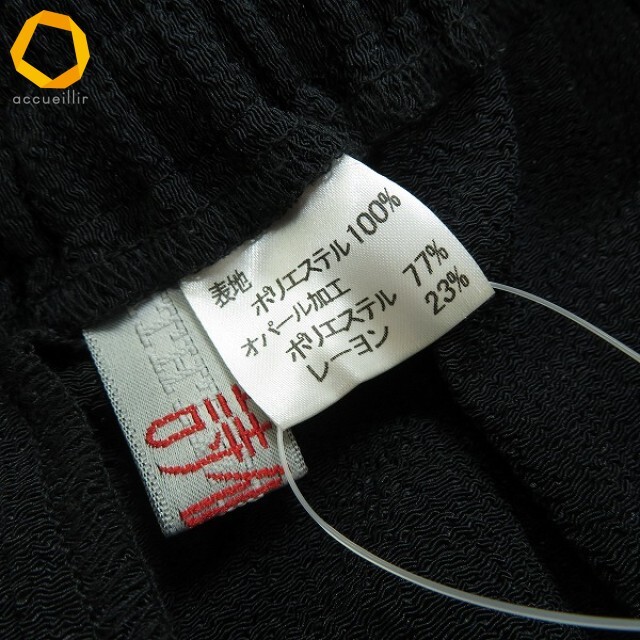 accueillir
表地
ポリエステル100%
オパール加工
ポリエステル 77%
レーヨン 23%